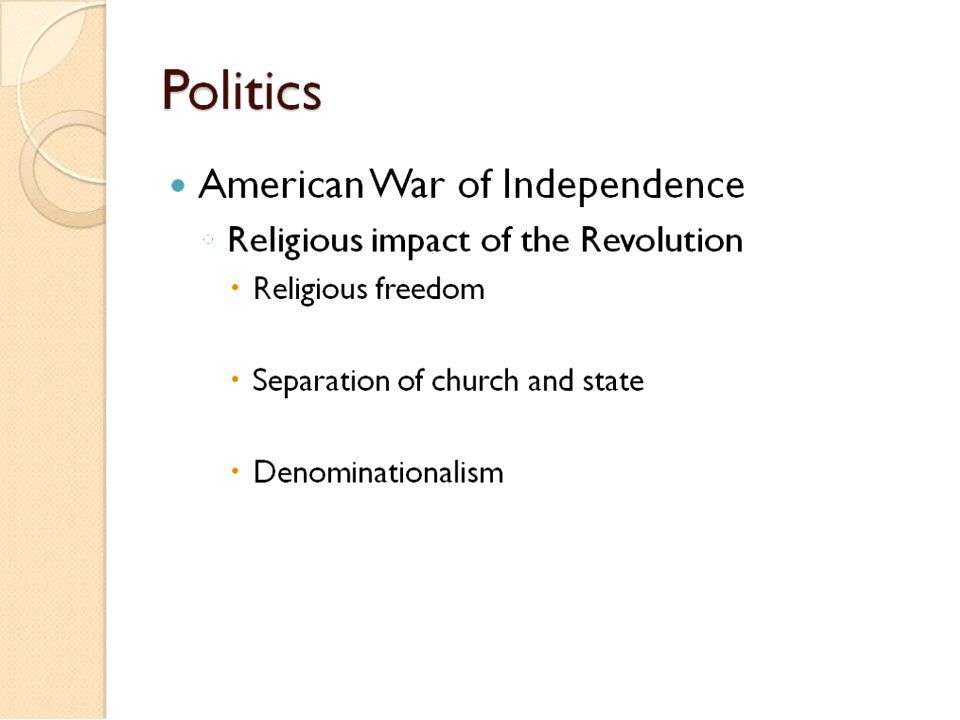 Politics
American War of Independence
Religious impact of the Revolution
Religious freedom
Separation of church and state
Denominationalism